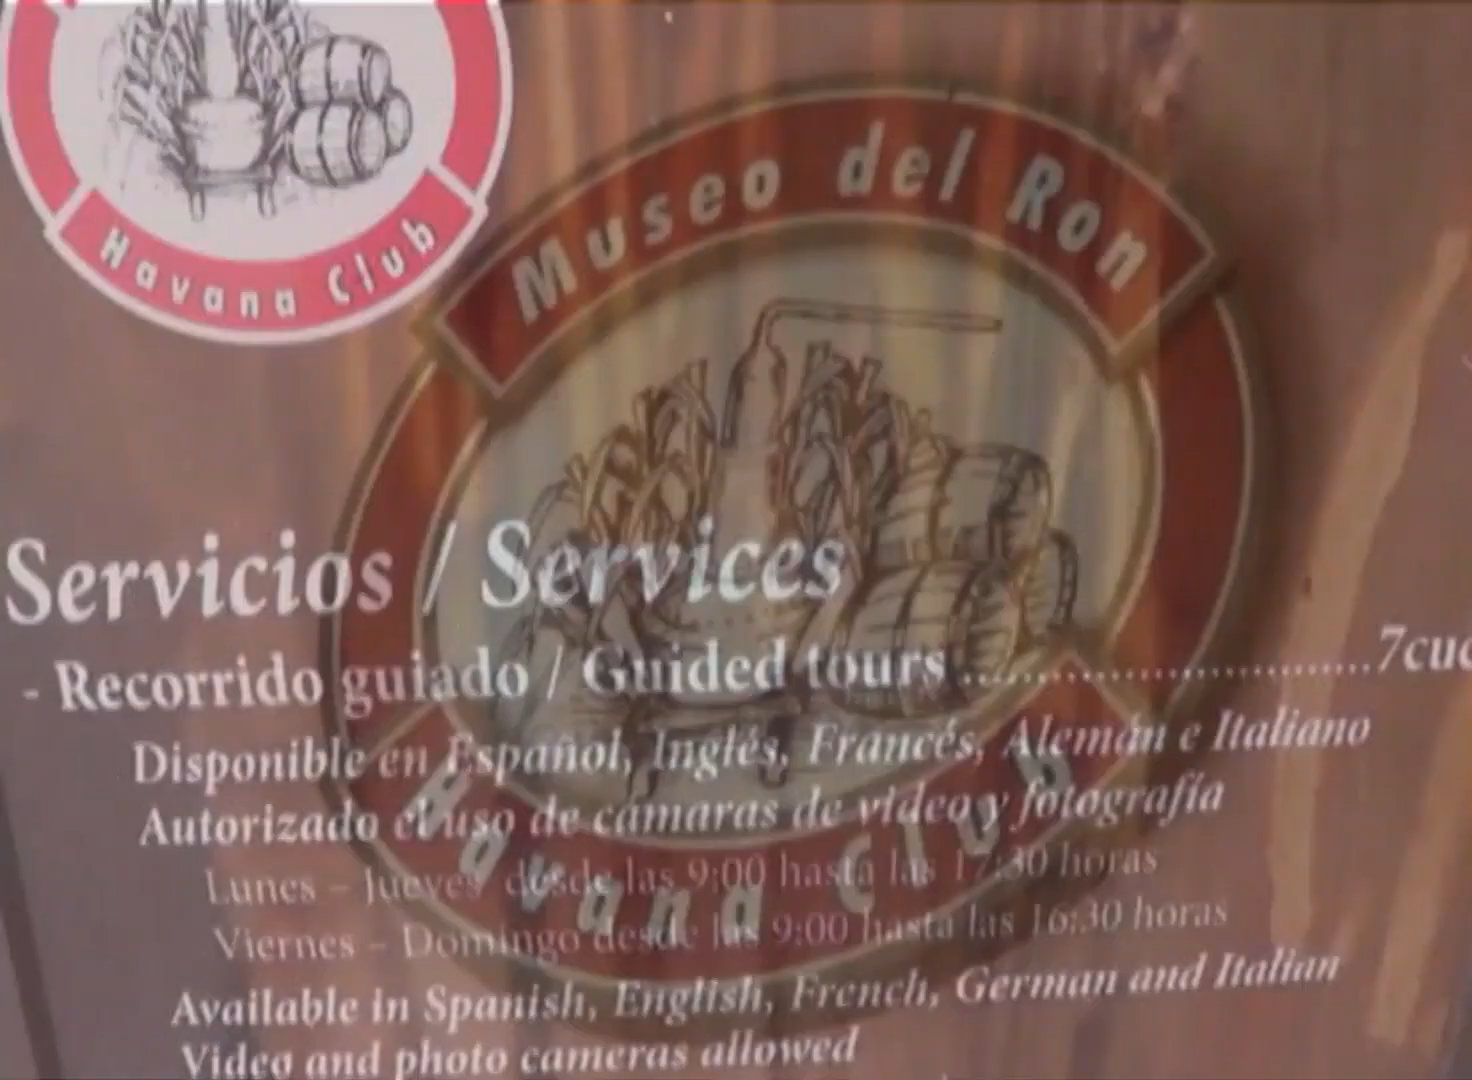 Havana Club
Museo del Ron
Havana Club
Servicios / Services
- Recorrido guiado / Guided tours ........................... 7cuc
Disponible en Español, Inglés, Francés, Alemán e Italiano
Autorizado el uso de camaras de video y fotografía
Lunes – Jueves desde las 9:00 hasta las 17:30 horas
Viernes – Domingo desde las 9:00 hasta las 16:30 horas
Available in Spanish, English, French, German and Italian
Video and photo cameras allowed